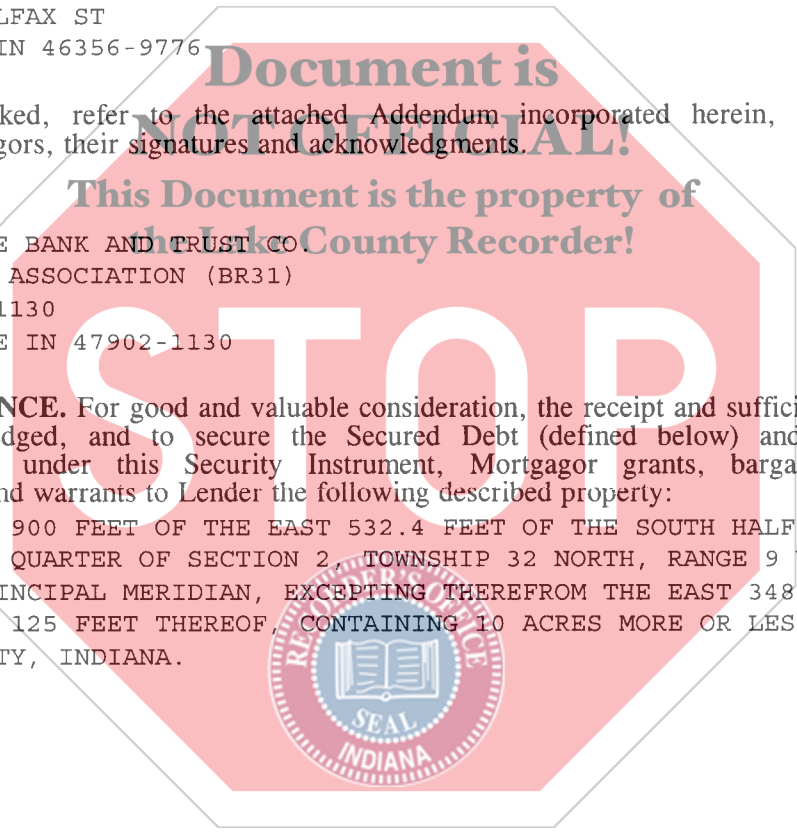 LFAX ST
IN 46356-9776
Document is
ked, refer to the attached Addendum incorporated herein,
NOT OFFICIAL!
gors, their signatures and acknowledgments.
This Document is the property of
the Lake County Recorder!
E BANK AND TRUST CO.
ASSOCIATION (BR31)
1130
E IN 47902-1130
STOP
NCE. For good and valuable consideration, the receipt and suffici
dged, and to secure the Secured Debt (defined below) and
under this Security Instrument, Mortgagor grants, barga
nd warrants to Lender the following described property:
900 FEET OF THE EAST 532.4 FEET OF THE SOUTH HALF
QUARTER OF SECTION 2, TOWNSHIP 32 NORTH, RANGE 9
INCIPAL MERIDIAN, EXCEPTING THEREFROM THE EAST 348
125 FEET THEREOF, CONTAINING 10 ACRES MORE OR LES
TY, INDIANA.
RECORDER'S OFFICE
SEAL
INDIANA